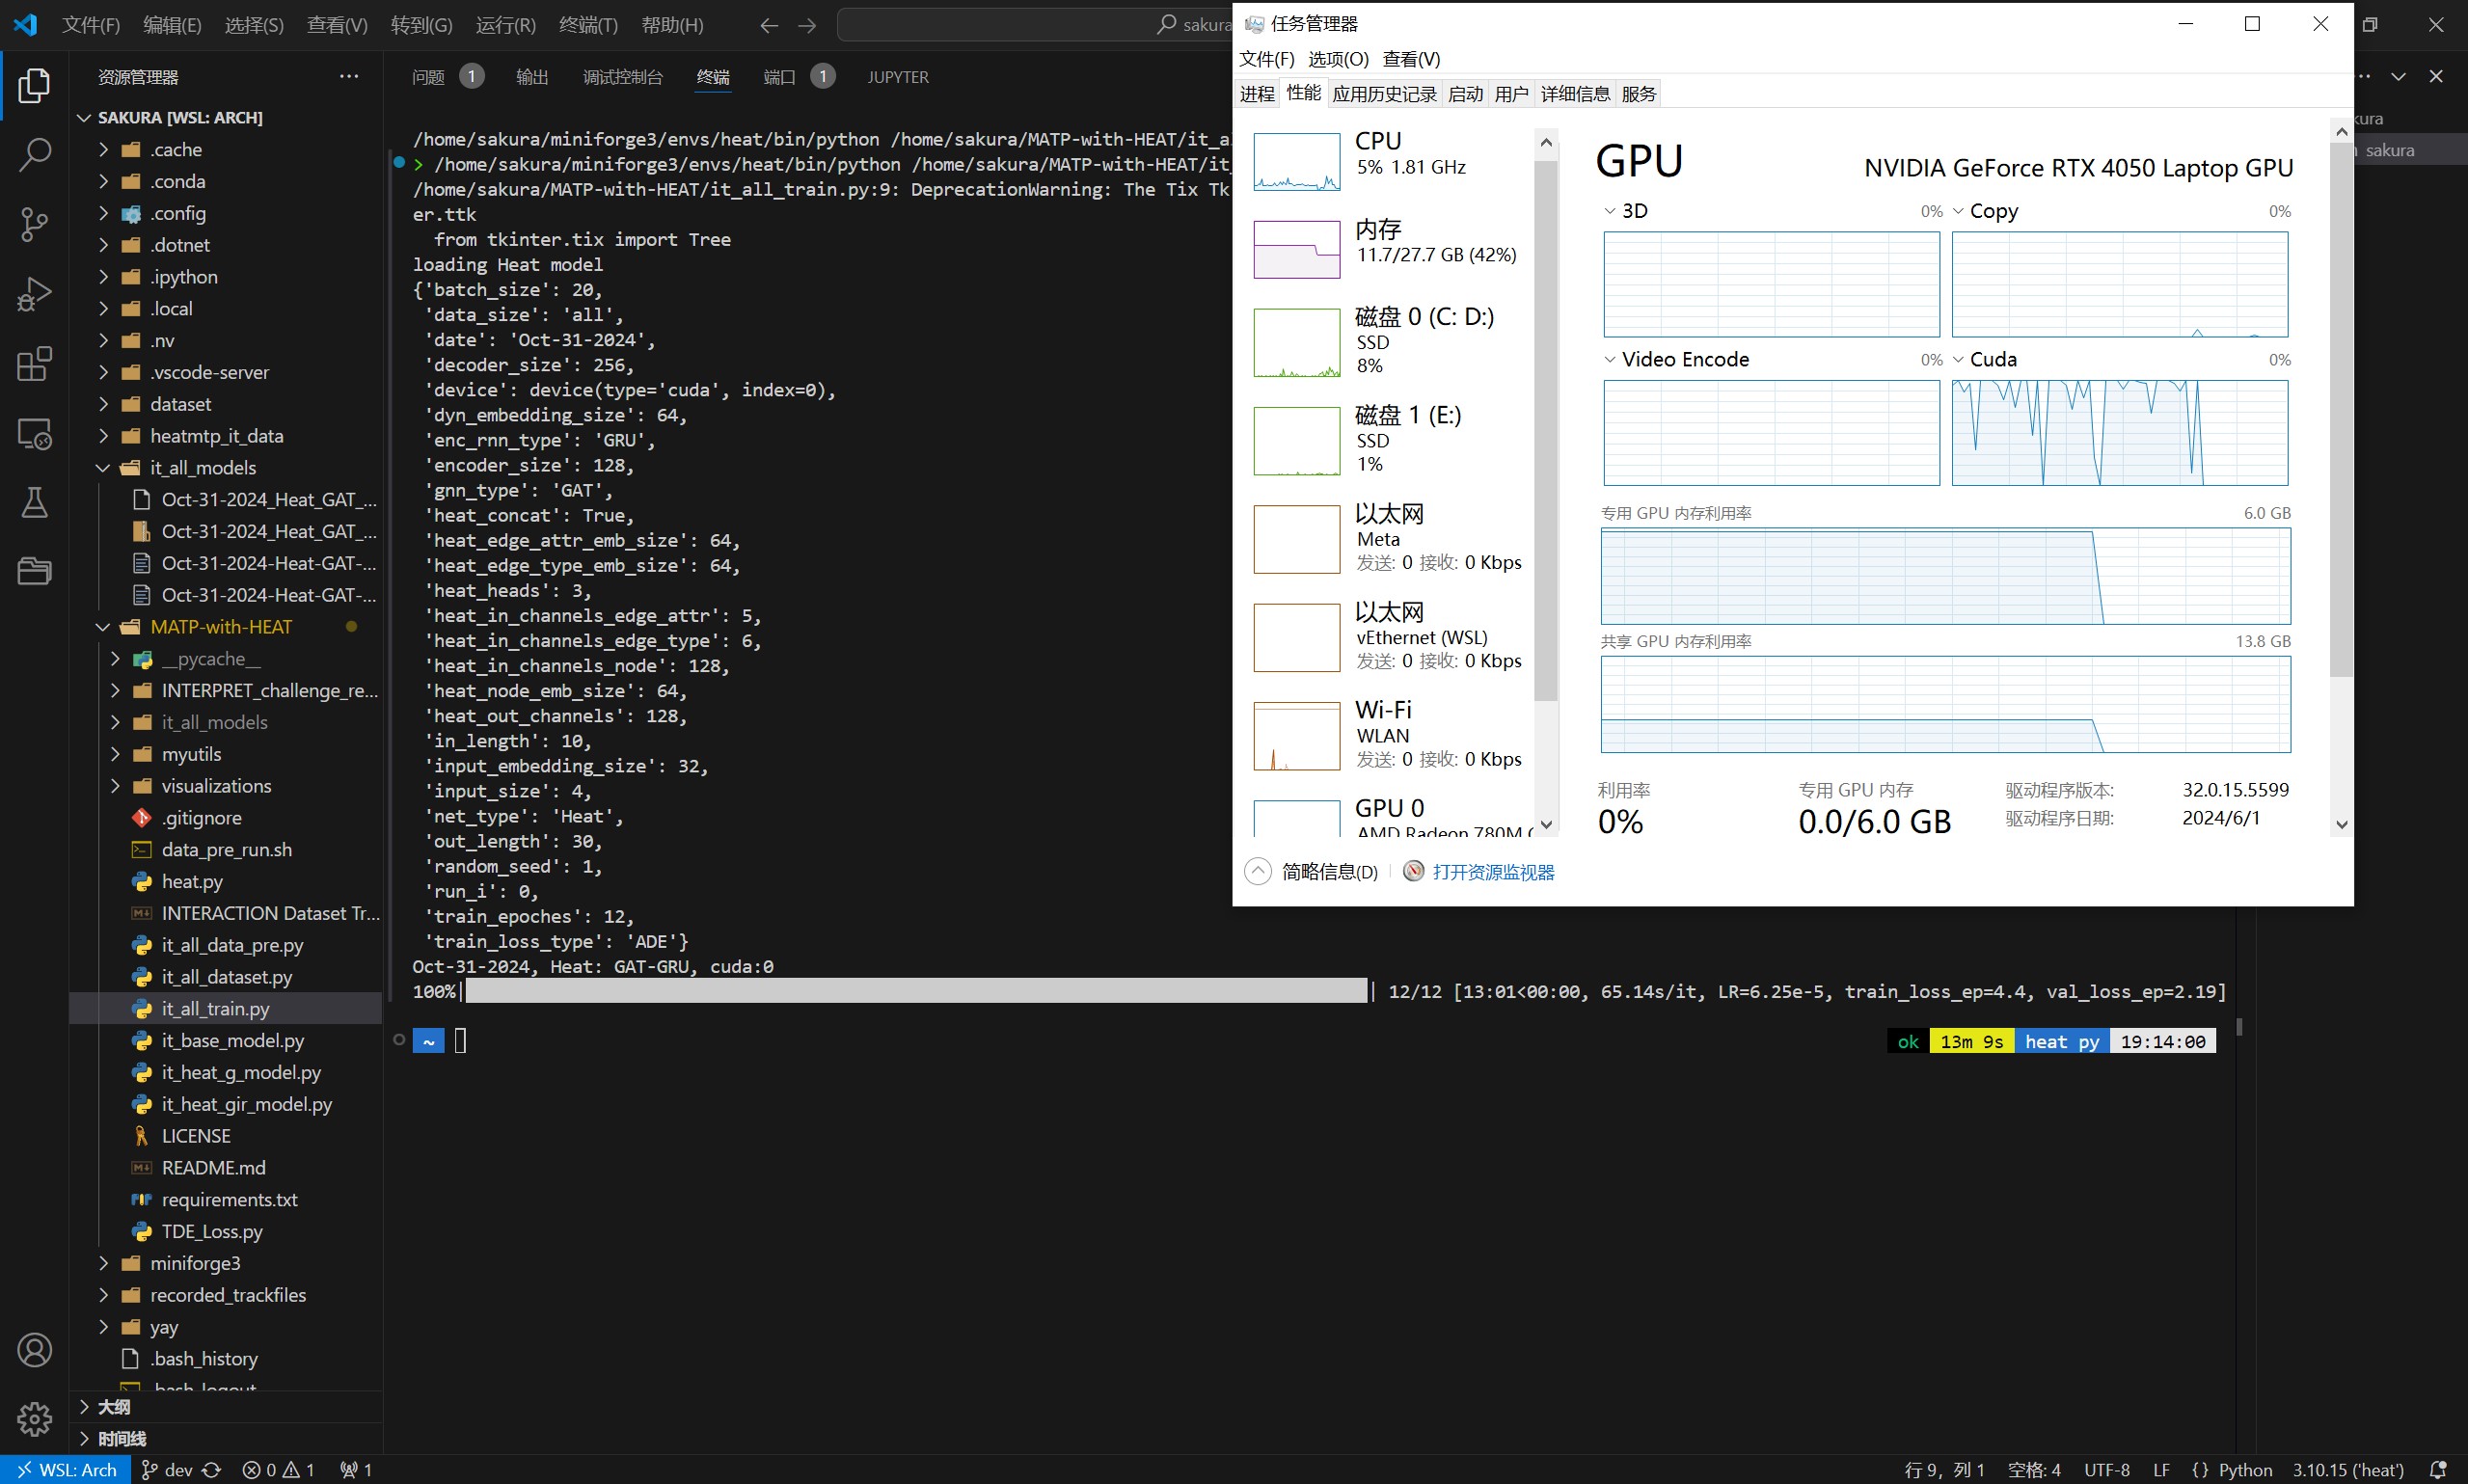 文件(F) 编辑(E) 选择(S) 查看(V) 转到(G) 运行(R) 终端(T) 帮助(H)
sakura
资源管理器
SAKURA [WSL: ARCH]
.cache
.conda
.config
.dotnet
.ipython
.local
.nv
.vscode-server
dataset
heatmtp_it_data
it_all_models
Oct-31-2024_Heat_GAT_...
Oct-31-2024_Heat_GAT_...
Oct-31-2024-Heat-GAT-...
Oct-31-2024-Heat-GAT-...
MATP-with-HEAT
__pycache__
INTERPRET_challenge_re...
it_all_models
myutils
visualizations
.gitignore
data_pre_run.sh
heat.py
INTERACTION Dataset Tr...
it_all_data_pre.py
it_all_dataset.py
it_all_train.py
it_base_model.py
it_heat_g_model.py
it_heat_gir_model.py
LICENSE
README.md
requirements.txt
TDE_Loss.py
miniforge3
recorded_trackfiles
yay
.bash_history
.bash_logout
大纲
时间线
问题 1 输出 调试控制台 终端 端口 1 JUPYTER
/home/sakura/miniforge3/envs/heat/bin/python /home/sakura/MATP-with-HEAT/it_a
> /home/sakura/miniforge3/envs/heat/bin/python /home/sakura/MATP-with-HEAT/it_
/home/sakura/MATP-with-HEAT/it_all_train.py:9: DeprecationWarning: The Tix Tk
er.ttk
from tkinter.tix import Tree
loading Heat model
{'batch_size': 20,
'data_size': 'all',
'date': 'Oct-31-2024',
'decoder_size': 256,
'device': device(type='cuda', index=0),
'dyn_embedding_size': 64,
'enc_rnn_type': 'GRU',
'encoder_size': 128,
'gnn_type': 'GAT',
'heat_concat': True,
'heat_edge_attr_emb_size': 64,
'heat_edge_type_emb_size': 64,
'heat_heads': 3,
'heat_in_channels_edge_attr': 5,
'heat_in_channels_edge_type': 6,
'heat_in_channels_node': 128,
'heat_node_emb_size': 64,
'heat_out_channels': 128,
'in_length': 10,
'input_embedding_size': 32,
'input_size': 4,
'net_type': 'Heat',
'out_length': 30,
'random_seed': 1,
'run_i': 0,
'train_epoches': 12,
'train_loss_type': 'ADE'}
Oct-31-2024, Heat: GAT-GRU, cuda:0
100%| | 12/12 [13:01<00:00, 65.14s/it, LR=6.25e-5, train_loss_ep=4.4, val_loss_ep=2.19]
~ ok 13m 9s heat py 19:14:00
kura
sakura
任务管理器
文件(F) 选项(O) 查看(V)
进程 性能 应用历史记录 启动 用户 详细信息 服务
CPU
5% 1.81 GHz
内存
11.7/27.7 GB (42%)
磁盘 0 (C: D:)
SSD
8%
磁盘 1 (E:)
SSD
1%
以太网
Meta
发送: 0 接收: 0 Kbps
以太网
vEthernet (WSL)
发送: 0 接收: 0 Kbps
Wi-Fi
WLAN
发送: 0 接收: 0 Kbps
GPU 0
AMD Radeon 780M
GPU NVIDIA GeForce RTX 4050 Laptop GPU
3D 0% Copy 0%
Video Encode 0% Cuda 0%
专用 GPU 内存利用率 6.0 GB
共享 GPU 内存利用率 13.8 GB
利用率
0%
专用 GPU 内存
0.0/6.0 GB
驱动程序版本: 32.0.15.5599
驱动程序日期: 2024/6/1
简略信息(D) 打开资源监视器
WSL: Arch dev 0 1 1 行 9，列 1 空格: 4 UTF-8 LF {} Python 3.10.15 ('heat')